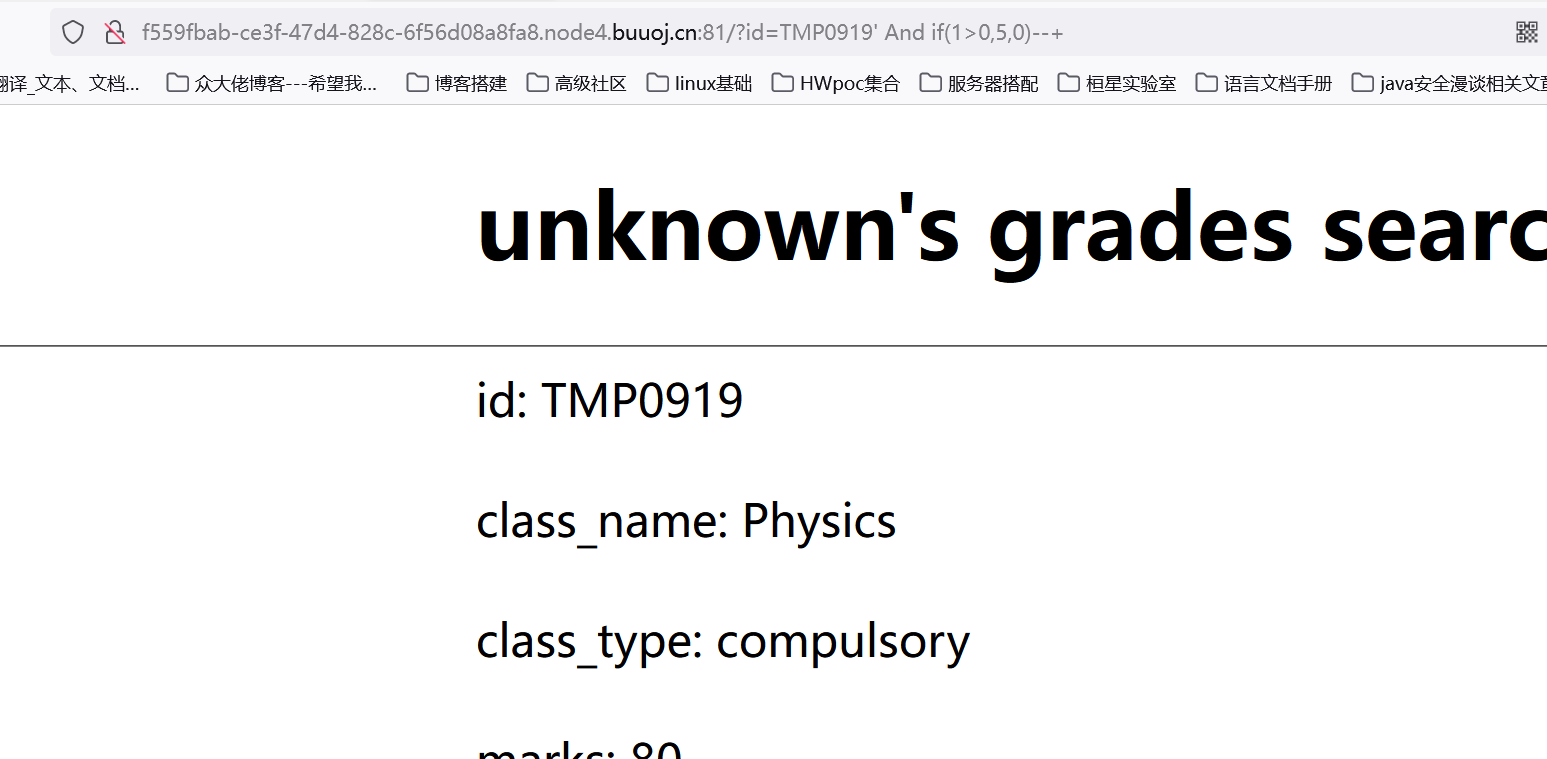 f559fbab-ce3f-47d4-828c-6f56d08a8fa8.node4.buuoj.cn:81/?id=TMP0919' And if(1>0,5,0)--+
翻译_文本、文档... 众大佬博客---希望我... 博客搭建 高级社区 linux基础 HWpoc集合 服务器搭配 桓星实验室 语言文档手册 java安全漫谈相关文章
unknown's grades searc
id: TMP0919
class_name: Physics
class_type: compulsory
marks: 80